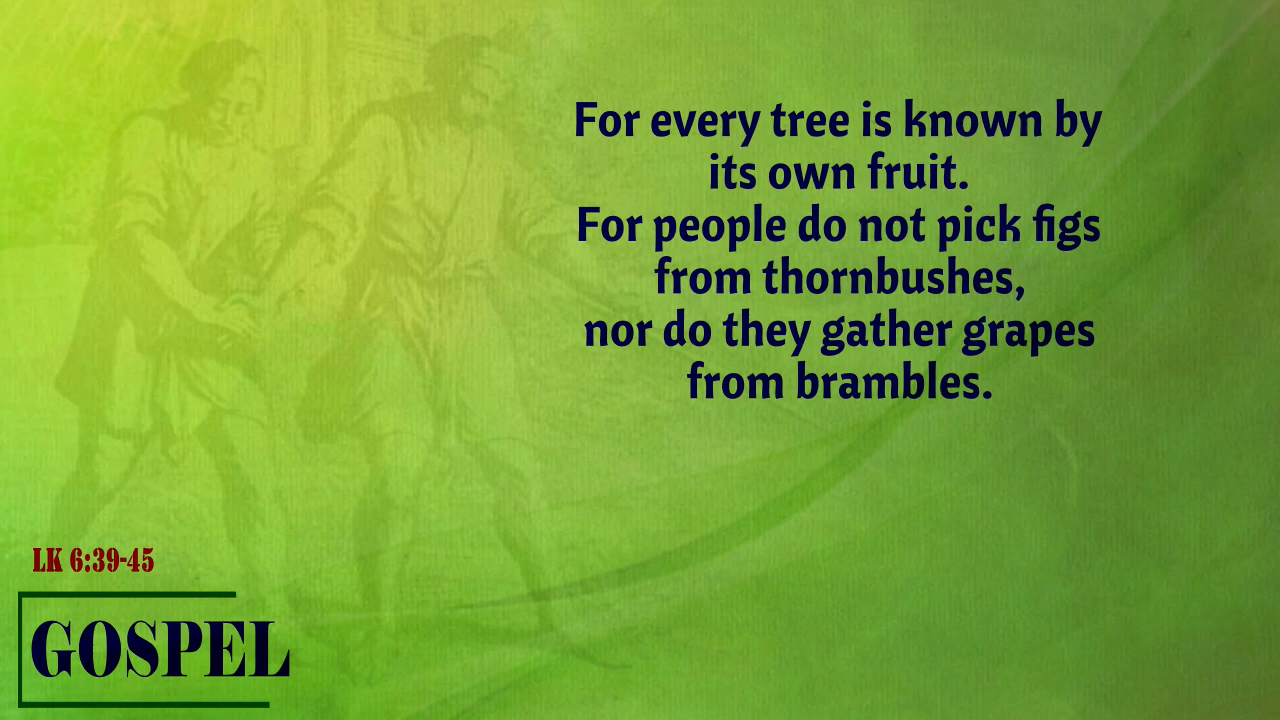 For every tree is known by
its own fruit.
For people do not pick figs
from thornbushes,
nor do they gather grapes
from brambles.
LK 6:39-45
GOSPEL